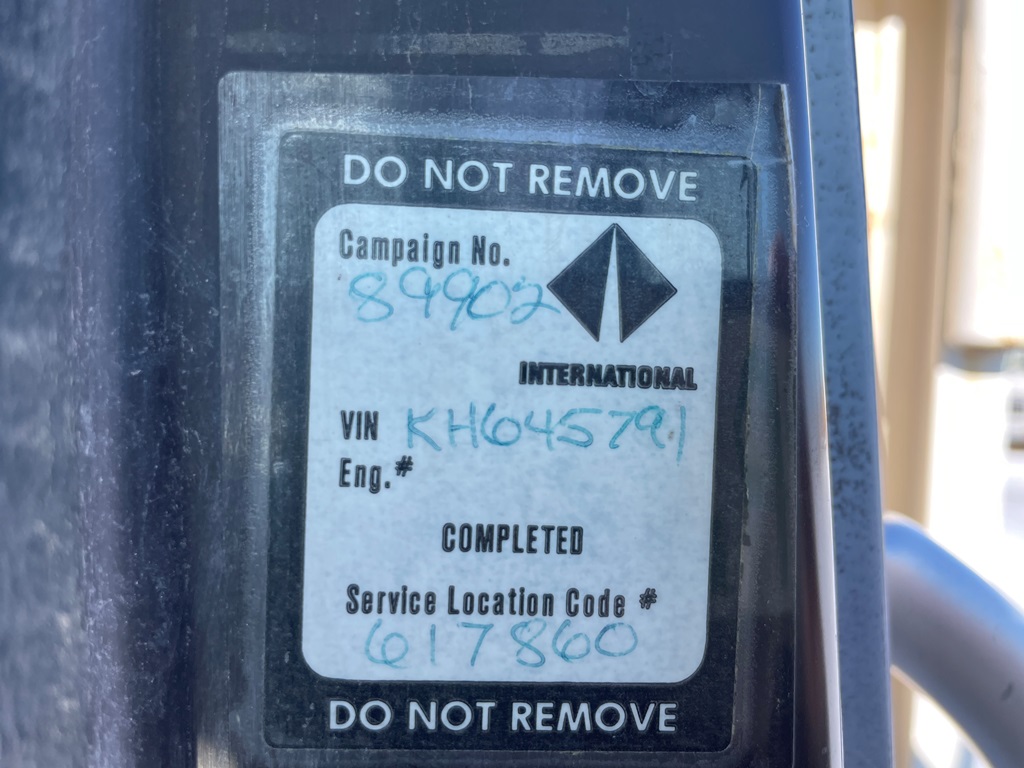 DO NOT REMOVE
Campaign No.
89902
INTERNATIONAL
VIN KH645791
Eng.#
COMPLETED
Service Location Code #
617860
DO NOT REMOVE